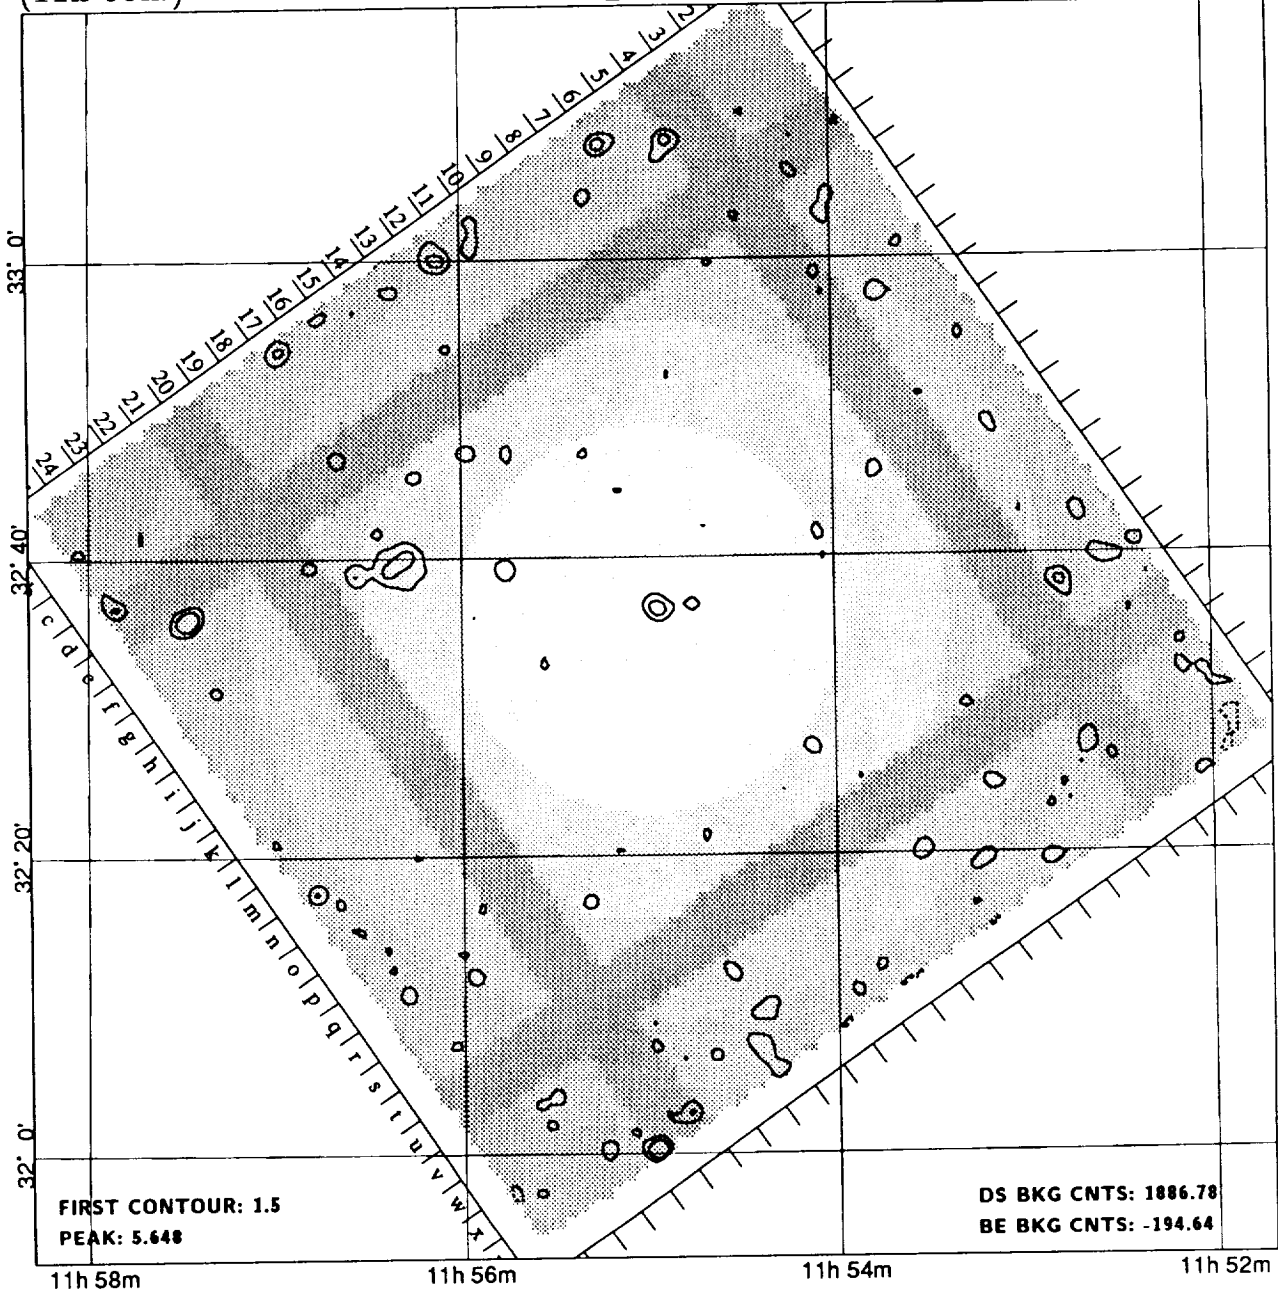 2
3
4
5
6
7
8
9
10
11
12
13
14
15
16
17
18
19
20
21
22
23
24
33° 0'
32° 40'
32° 20'
32° 0'
c
d
e
f
g
h
i
j
k
l
m
n
o
p
q
r
s
t
u
v
w
x
FIRST CONTOUR: 1.5
PEAK: 5.648
DS BKG CNTS: 1886.78
BE BKG CNTS: -194.64
11h 58m
11h 56m
11h 54m
11h 52m